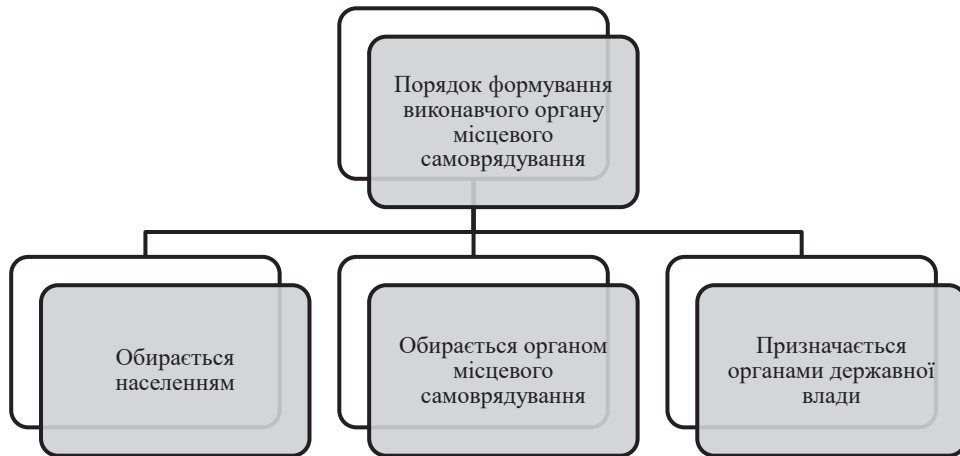 Порядок формування
виконавчого органу
місцевого
самоврядування
Обирається
населенням
Обирається органом
місцевого
самоврядування
Призначається
органами державної
влади